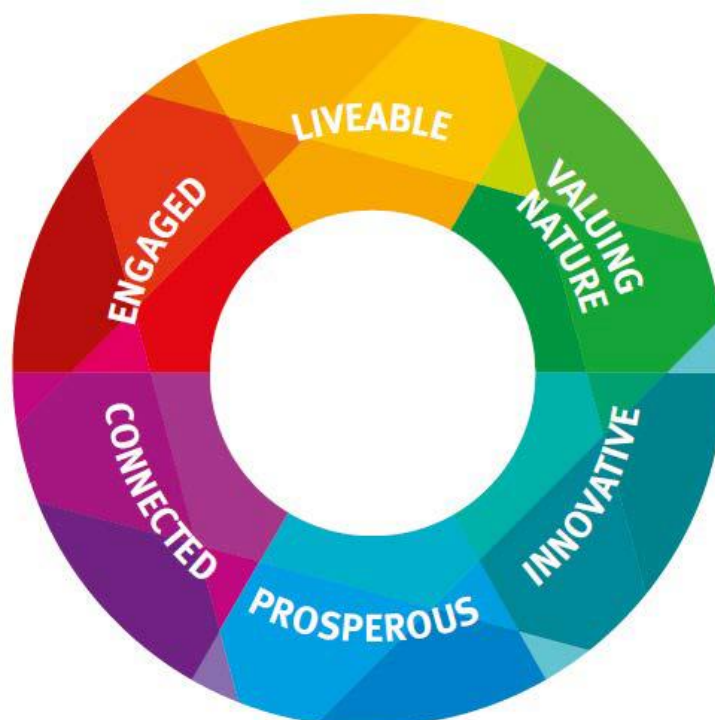 LIVEABLE
VALUING
NATURE
INNOVATIVE
PROSPEROUS
CONNECTED
ENGAGED